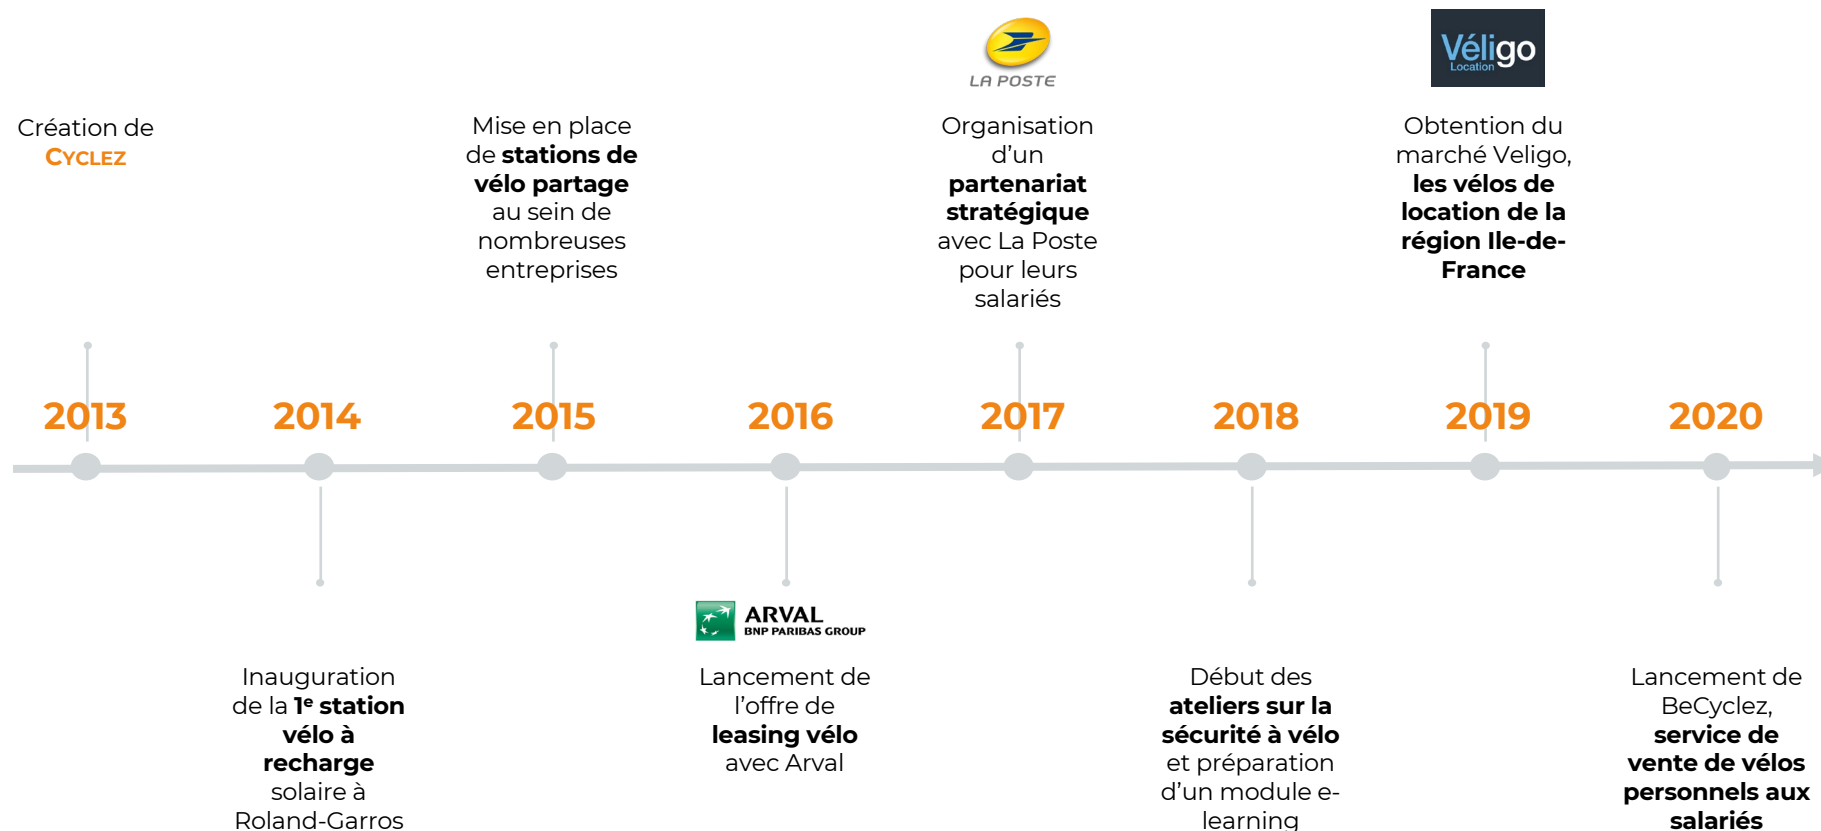 Création de
CYCLEZ
Mise en place
de stations de
vélo partage
au sein de
nombreuses
entreprises
LA POSTE
Organisation
d’un
partenariat
stratégique
avec La Poste
pour leurs
salariés
Véligo
Location
Obtention du
marché Veligo,
les vélos de
location de la
région Ile-de-
France
2013
2014
2015
2016
2017
2018
2019
2020
Inauguration
de la 1e station
vélo à
recharge
solaire à
Roland-Garros
ARVAL
BNP PARIBAS GROUP
Lancement de
l’offre de
leasing vélo
avec Arval
Début des
ateliers sur la
sécurité à vélo
et préparation
d’un module e-
learning
Lancement de
BeCyclez,
service de
vente de vélos
personnels aux
salariés